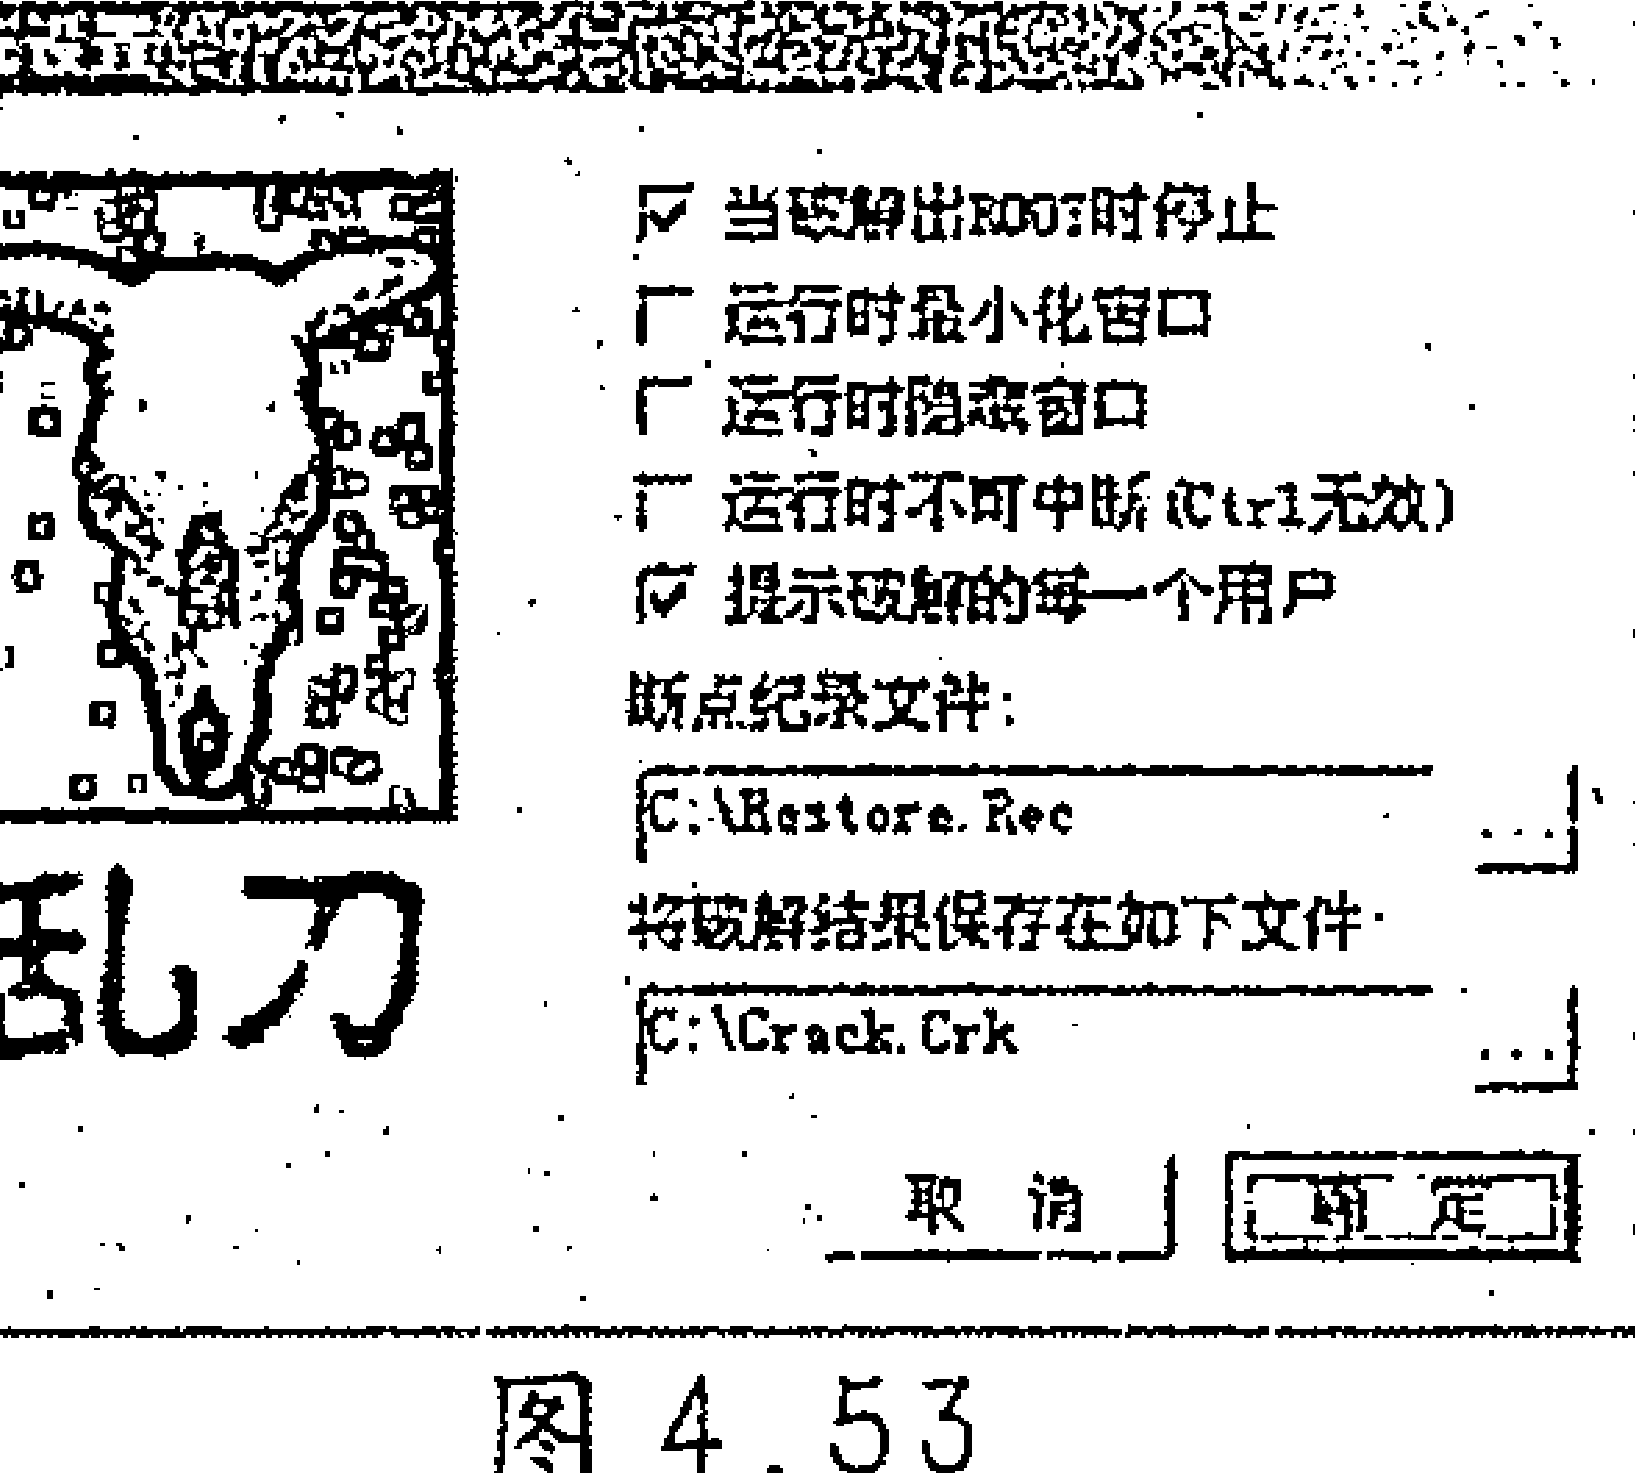 当破解出ROOT时停止
运行时最小化窗口
运行时隐藏窗口
运行时不可中断(Ctrl无效)
提示破解的每一个用户
断点纪录文件:
C:\Restore.Rec
...
将破解结果保存在如下文件
C:\Crack.Crk
...
乱刀
取 消
确 定
图 4.53